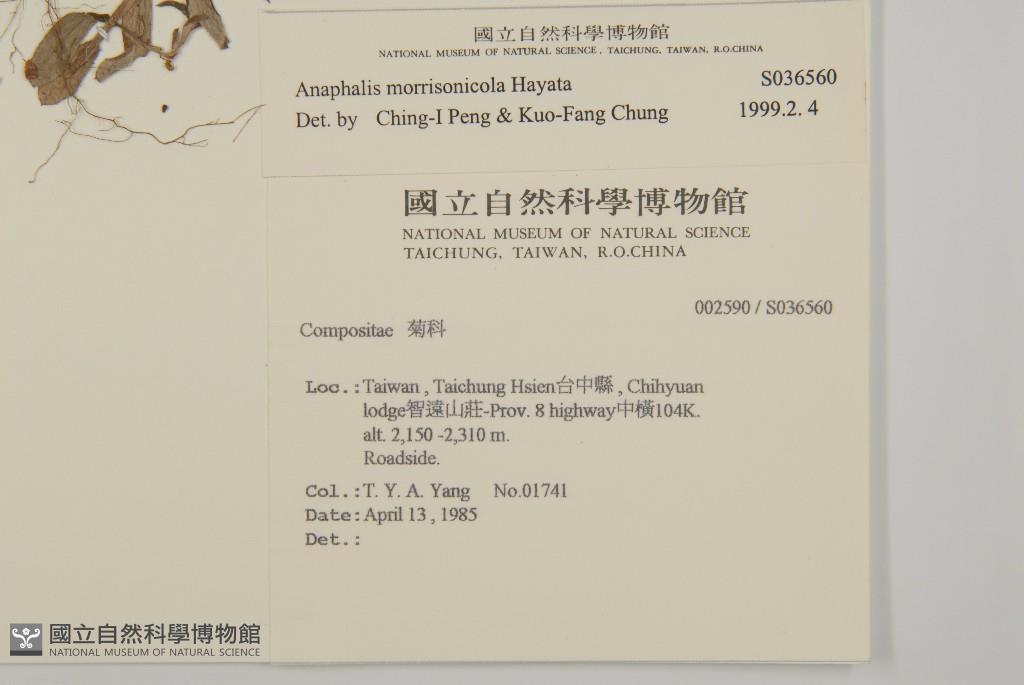 國立自然科學博物館
NATIONAL MUSEUM OF NATURAL SCIENCE, TAICHUNG, TAIWAN, R.O.CHINA
Anaphalis morrisonicola Hayata S036560
Det. by Ching-I Peng & Kuo-Fang Chung 1999.2. 4
國立自然科學博物館
NATIONAL MUSEUM OF NATURAL SCIENCE
TAICHUNG, TAIWAN, R.O.CHINA
002590 / S036560
Compositae 菊科
Loc.:Taiwan , Taichung Hsien台中縣 , Chihyuan
lodge智遠山莊-Prov. 8 highway中橫104K.
alt. 2,150 -2,310 m.
Roadside.
Col.:T. Y. A. Yang No.01741
Date:April 13 , 1985
Det.:
國立自然科學博物館
NATIONAL MUSEUM OF NATURAL SCIENCE